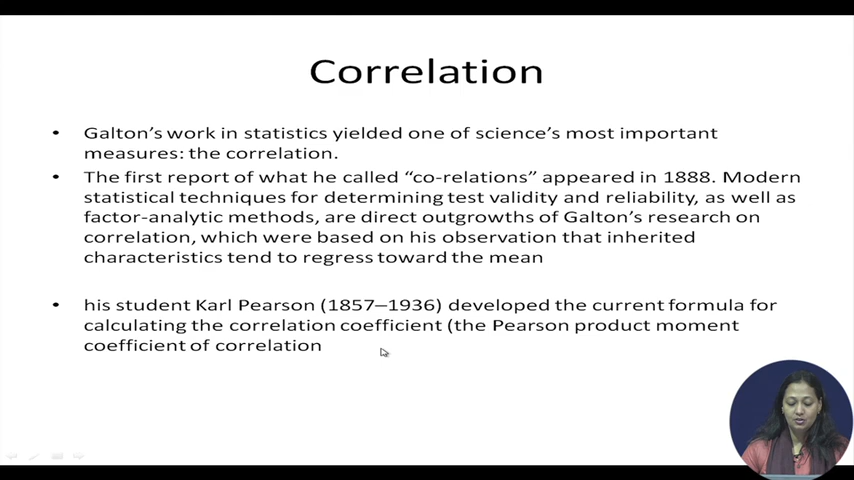 Correlation
• Galton's work in statistics yielded one of science's most important
measures: the correlation.
• The first report of what he called “co-relations” appeared in 1888. Modern
statistical techniques for determining test validity and reliability, as well as
factor-analytic methods, are direct outgrowths of Galton's research on
correlation, which were based on his observation that inherited
characteristics tend to regress toward the mean
• his student Karl Pearson (1857–1936) developed the current formula for
calculating the correlation coefficient (the Pearson product moment
coefficient of correlation